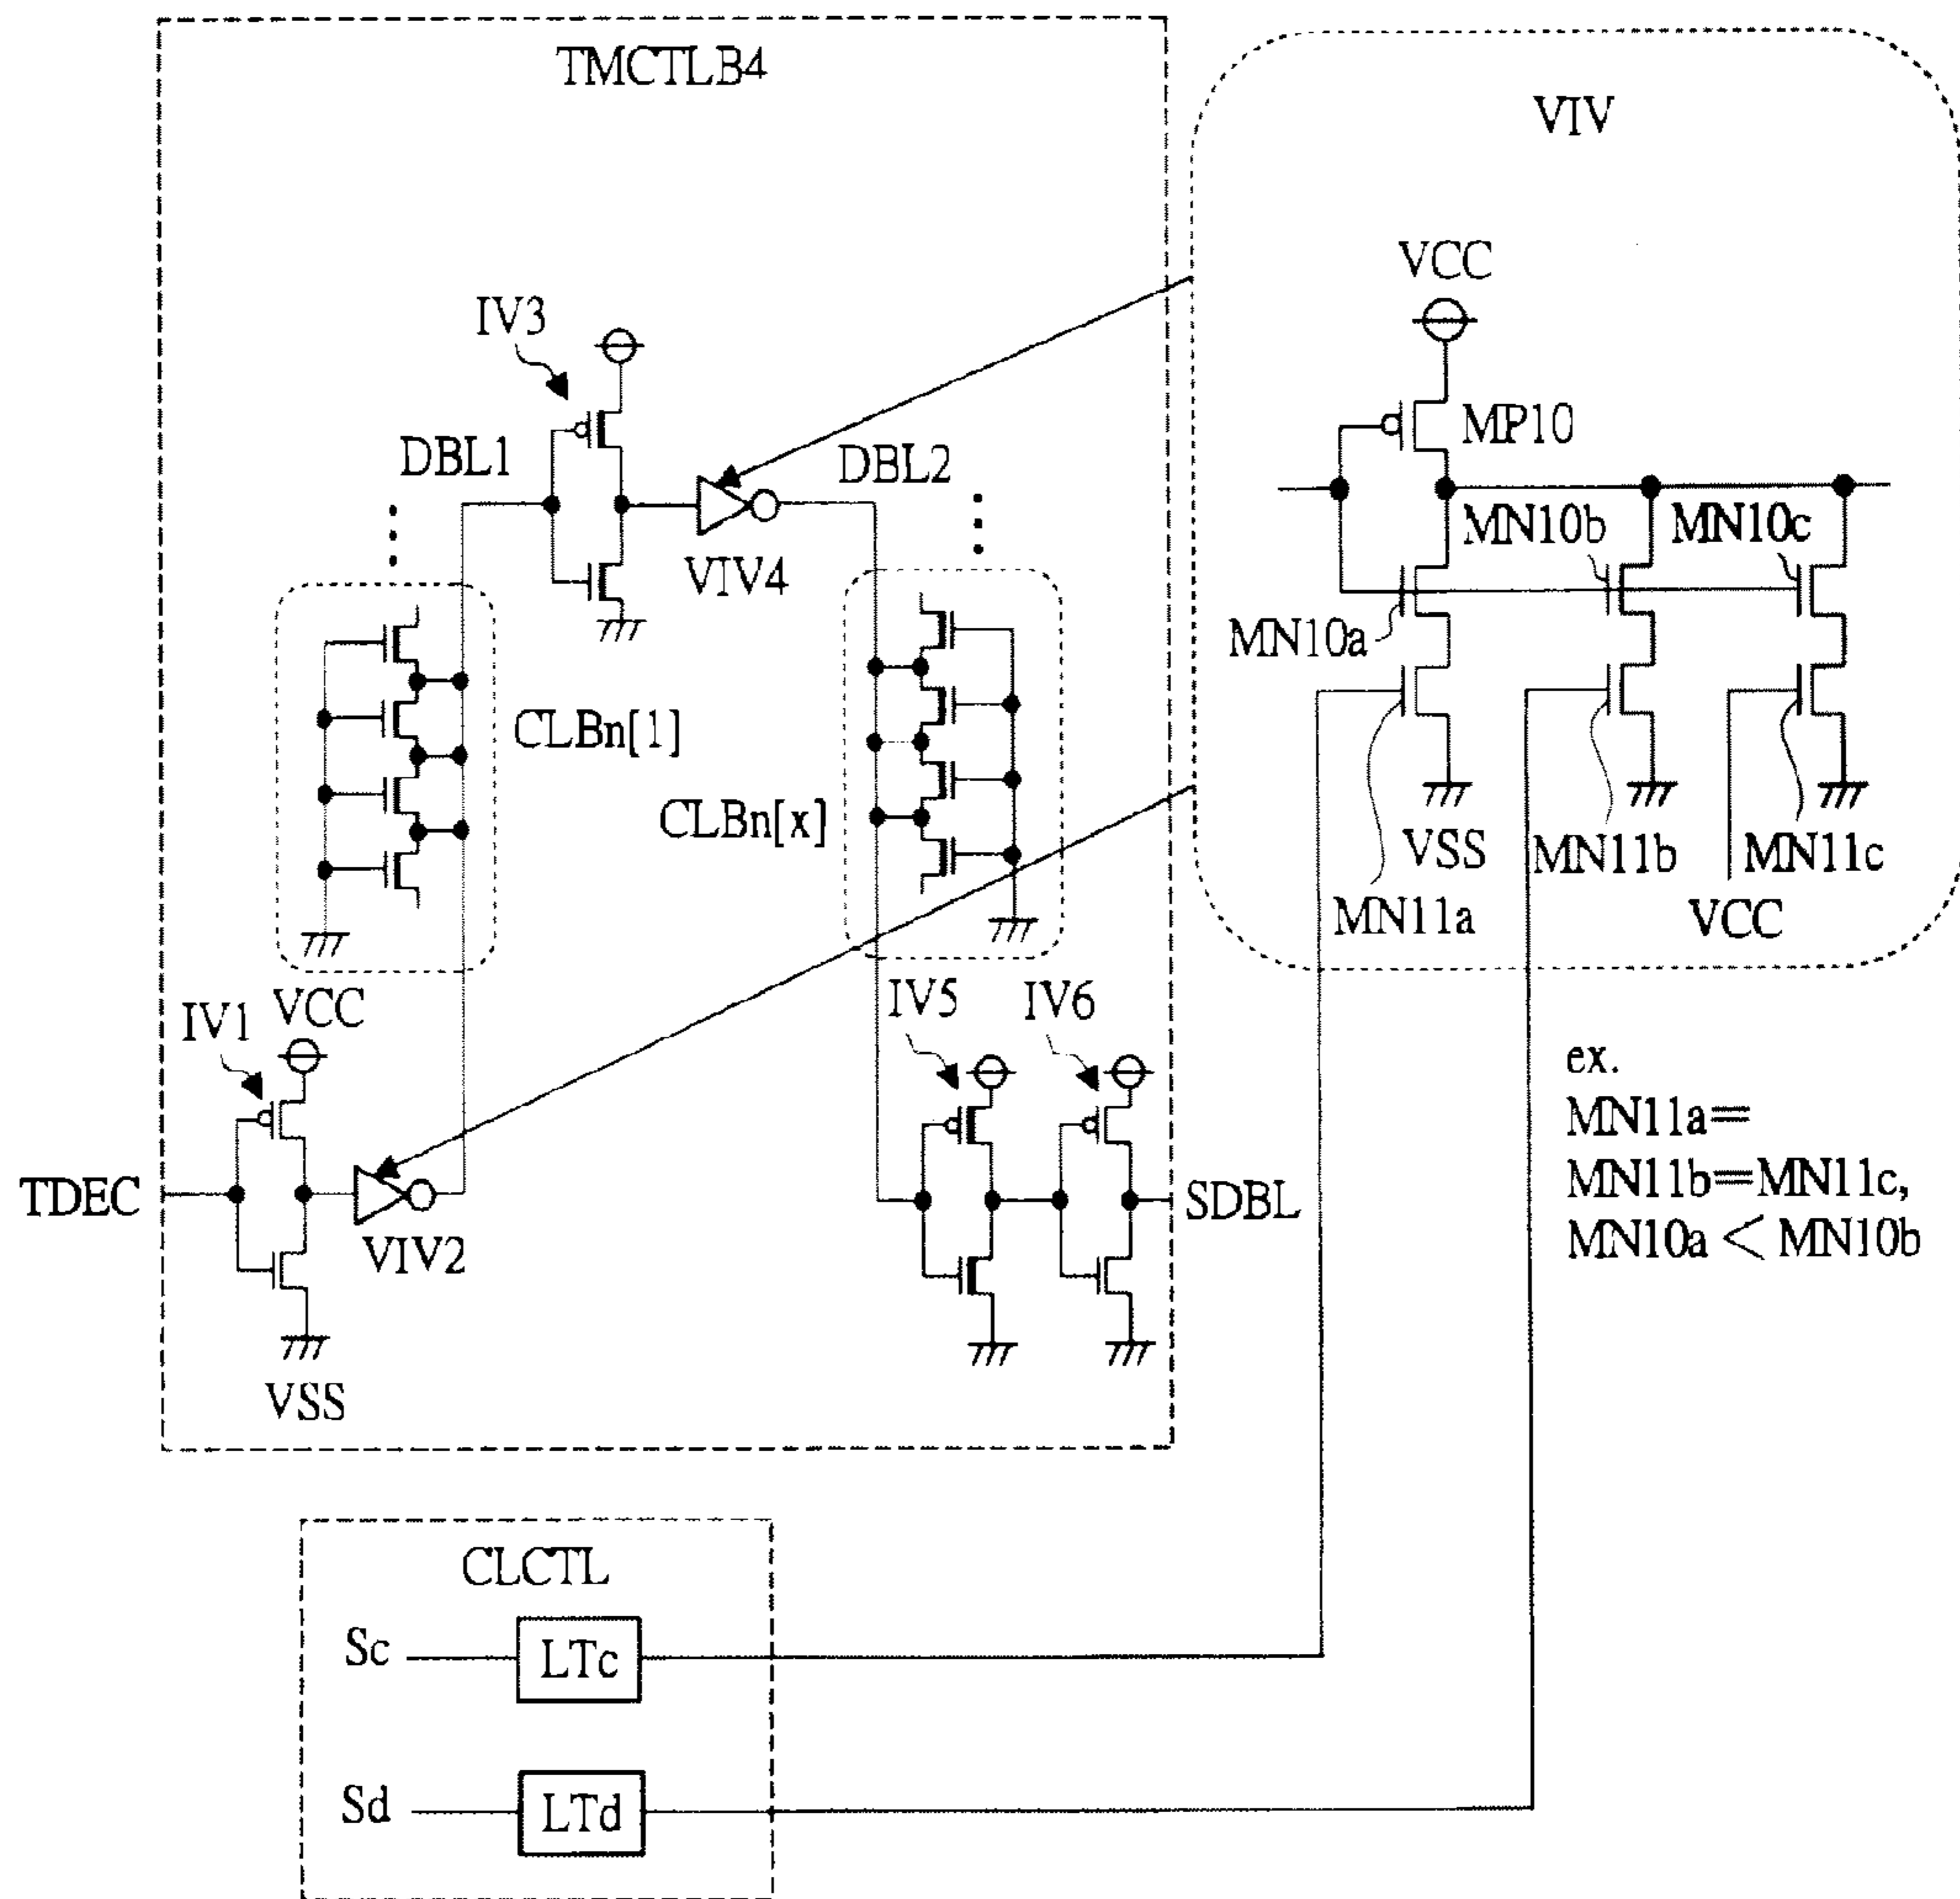 TMCTLB4
VIV
VCC
IV3
MP10
DBL1
DBL2
MN10b
MN10c
VIV4
MN10a
CLBn[1]
CLBn[x]
VSS
MN11b
MN11c
MN11a
VCC
IV1
VCC
IV5
IV6
ex.
MN11a=
MN11b=MN11c,
MN10a < MN10b
TDEC
VIV2
SDBL
VSS
CLCTL
Sc
LTc
Sd
LTd